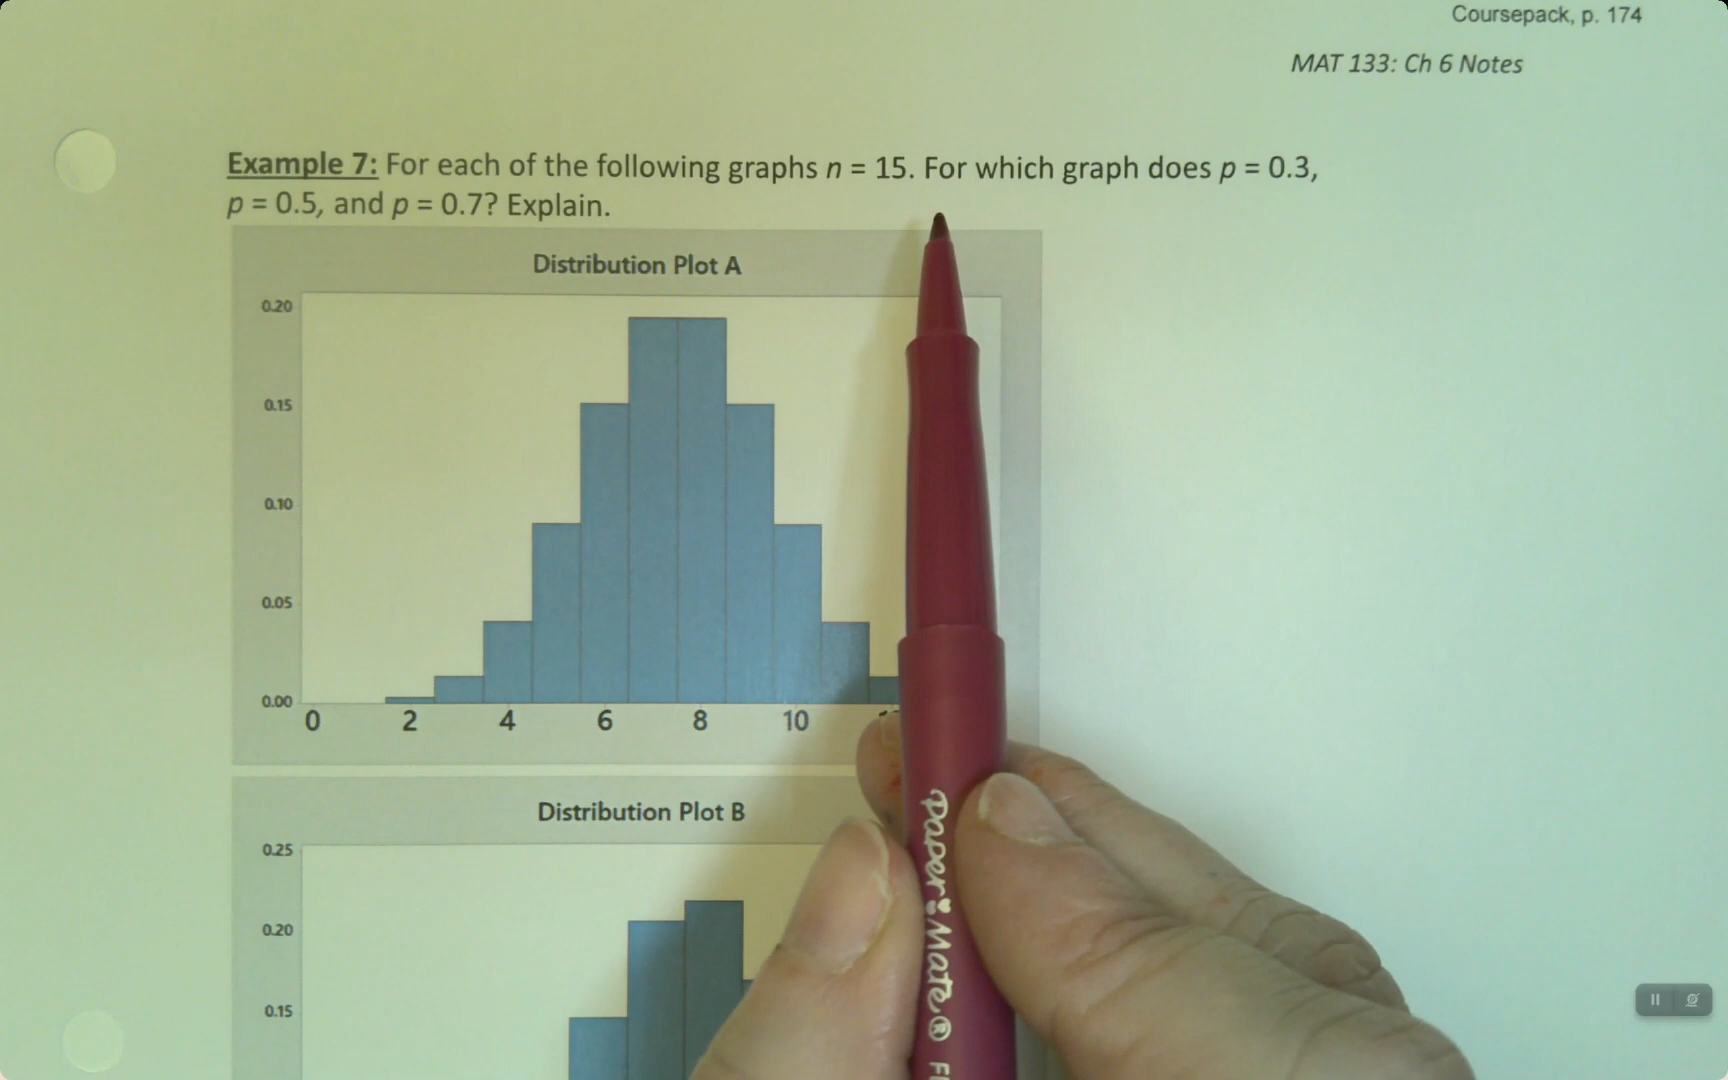 Coursepack, p. 174
MAT 133: Ch 6 Notes
Example 7: For each of the following graphs n = 15. For which graph does p = 0.3,
p = 0.5, and p = 0.7? Explain.
Distribution Plot A
0.20
0.15
0.10
0.05
0.00
0 2 4 6 8 10
Distribution Plot B
0.25
0.20
0.15
Paper Mate®